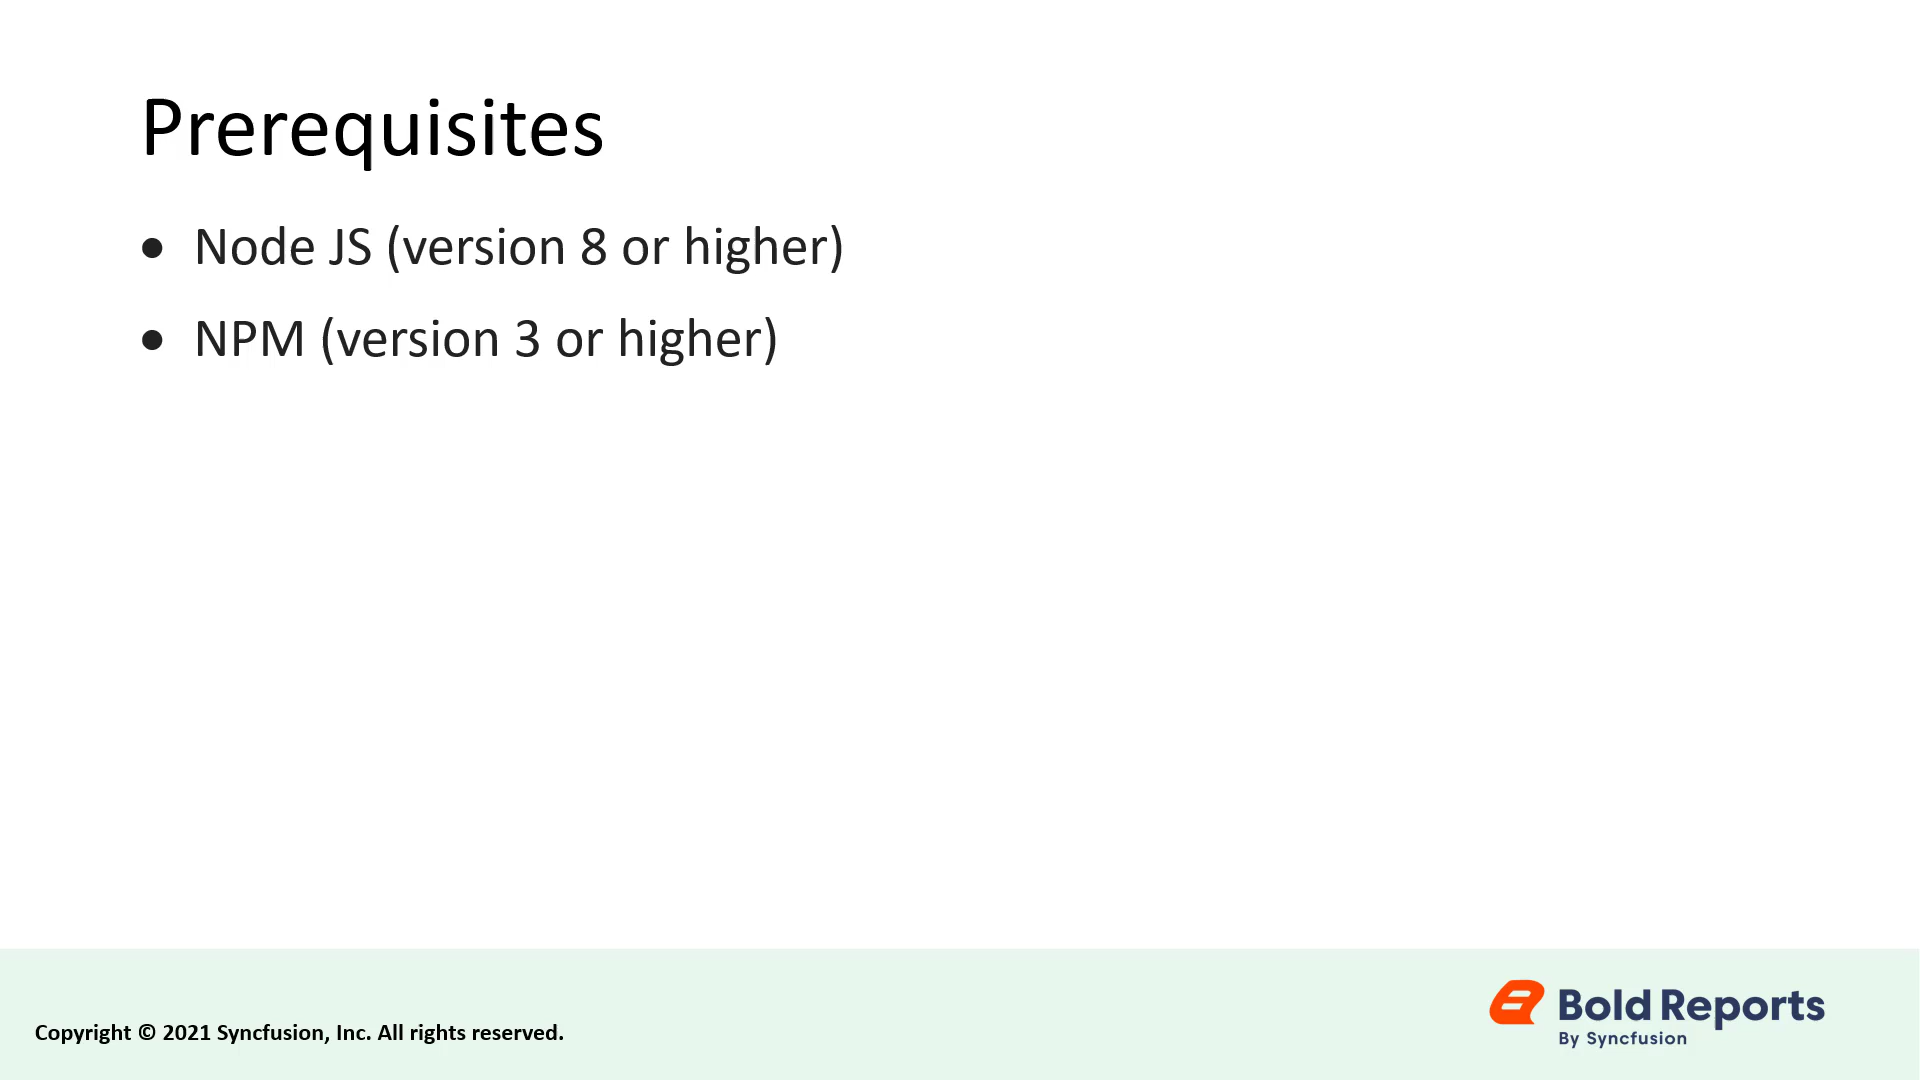 Prerequisites
● Node JS (version 8 or higher)
● NPM (version 3 or higher)
Copyright © 2021 Syncfusion, Inc. All rights reserved.
Bold Reports
By Syncfusion